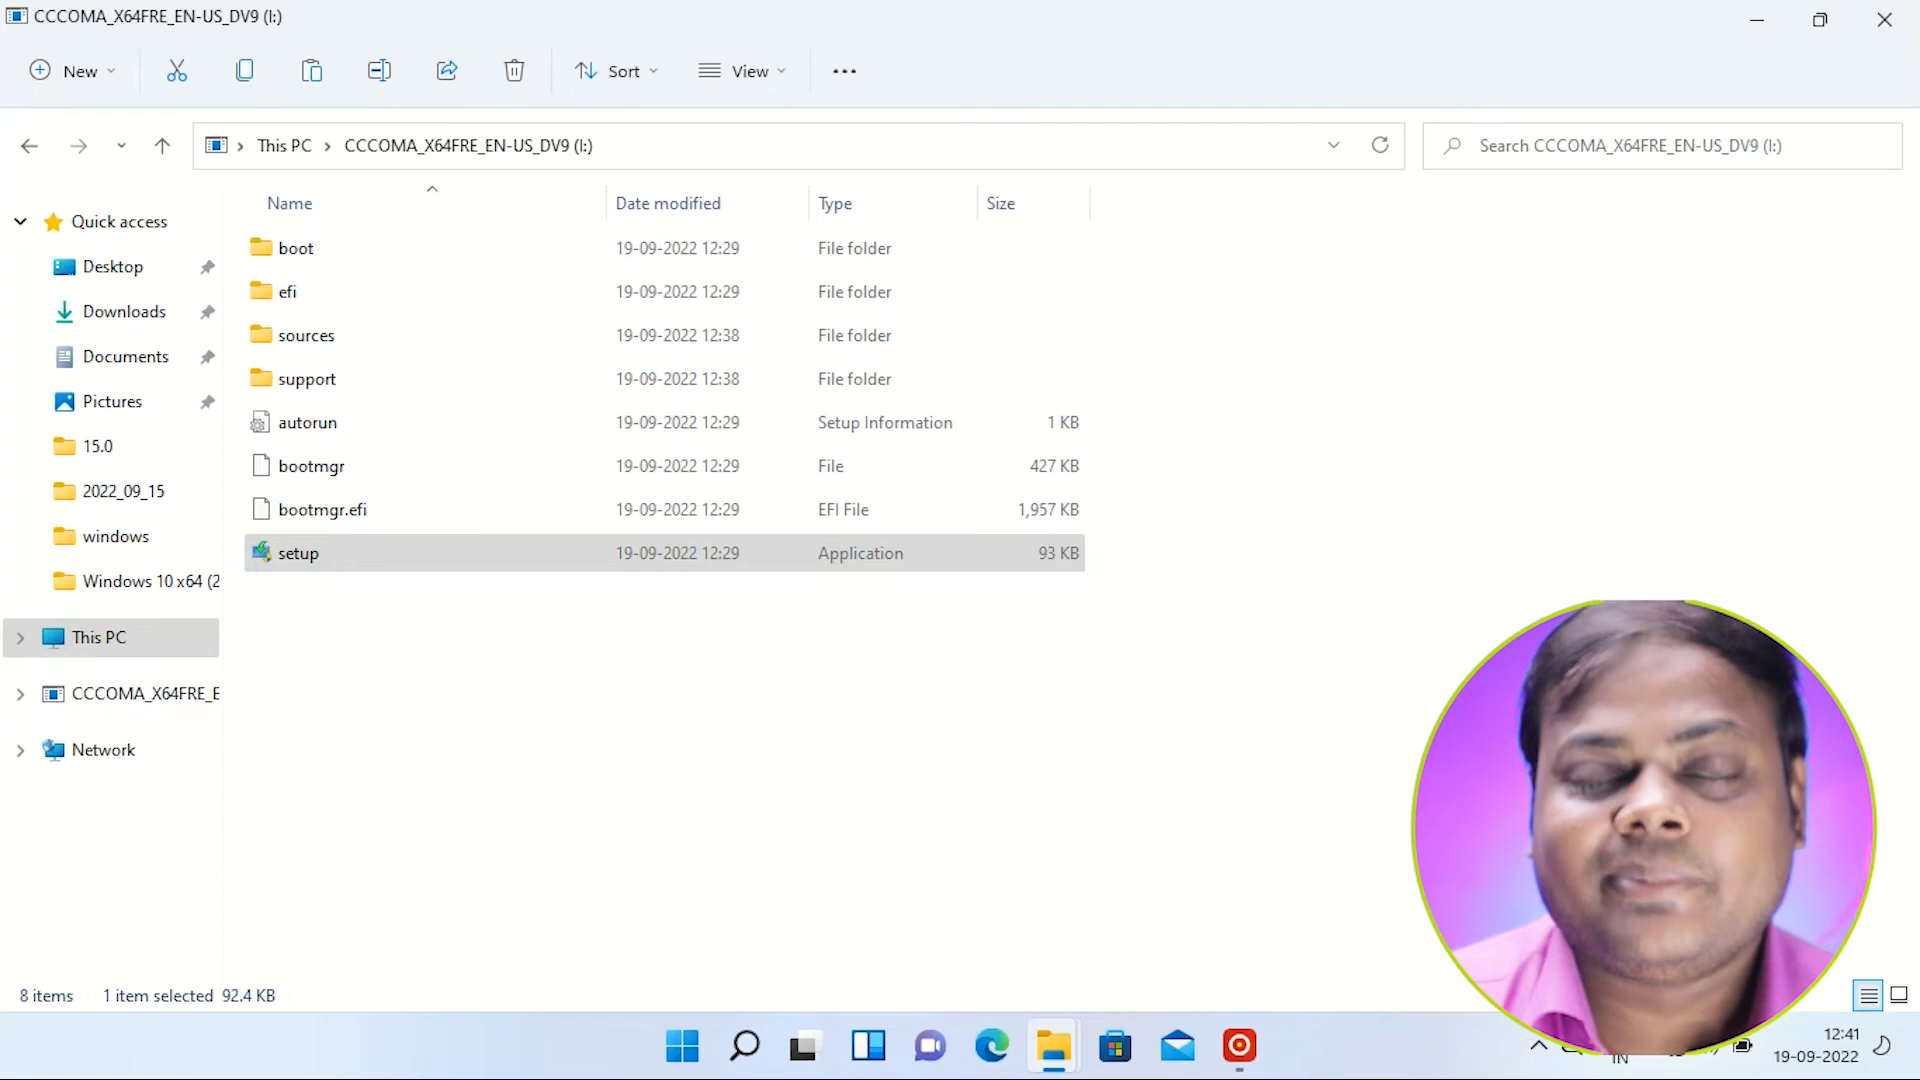 CCCOMA_X64FRE_EN-US_DV9 (I:)
New
Sort
View
This PC
CCCOMA_X64FRE_EN-US_DV9 (I:)
Search CCCOMA_X64FRE_EN-US_DV9 (I:)
Name
Date modified
Type
Size
Quick access
Desktop
Downloads
Documents
Pictures
15.0
2022_09_15
windows
Windows 10 x64 (2
This PC
CCCOMA_X64FRE_E
Network
boot 19-09-2022 12:29 File folder
efi 19-09-2022 12:29 File folder
sources 19-09-2022 12:38 File folder
support 19-09-2022 12:38 File folder
autorun 19-09-2022 12:29 Setup Information 1 KB
bootmgr 19-09-2022 12:29 File 427 KB
bootmgr.efi 19-09-2022 12:29 EFI File 1,957 KB
setup 19-09-2022 12:29 Application 93 KB
8 items 1 item selected 92.4 KB
IN
12:41
19-09-2022